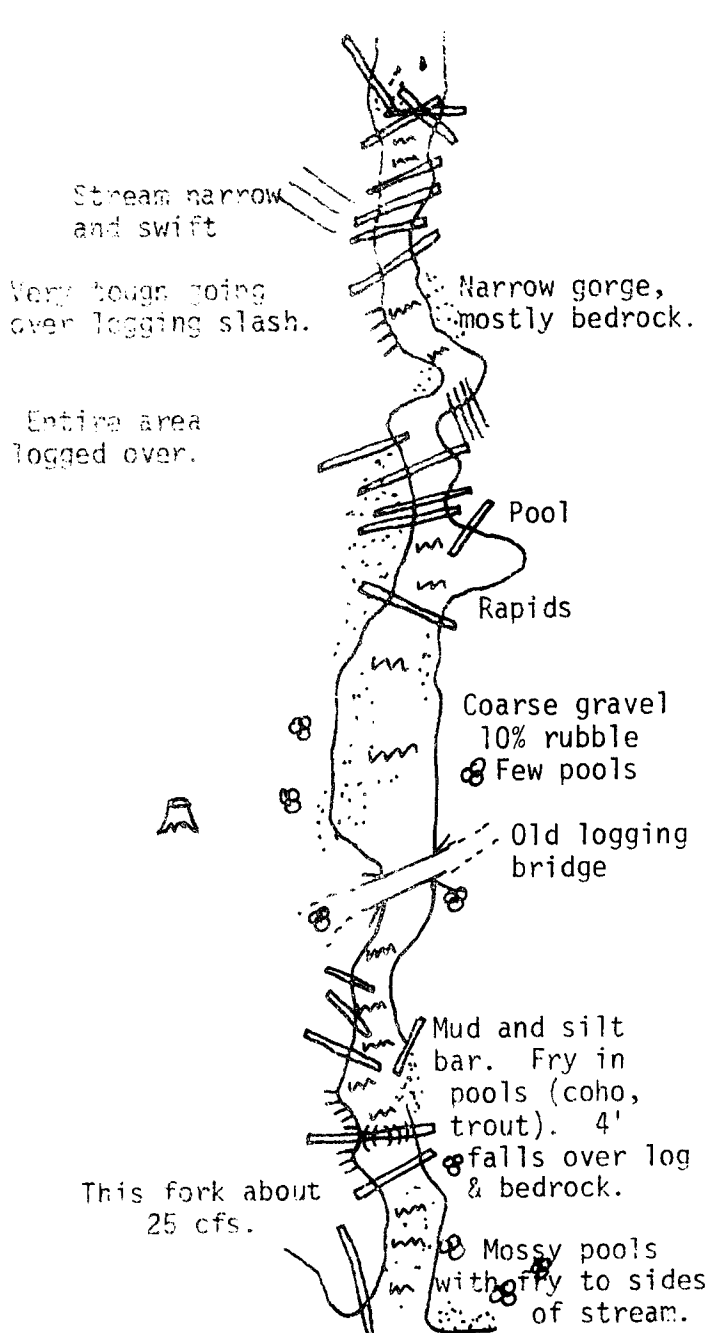 Stream narrow
and swift
Very tough going
over logging slash.
Narrow gorge,
mostly bedrock.
Entire area
logged over.
Pool
Rapids
Coarse gravel
10% rubble
Few pools
Old logging
bridge
Mud and silt
bar. Fry in
pools (coho,
trout). 4'
falls over log
& bedrock.
This fork about
25 cfs.
Mossy pools
with fry to sides
of stream.